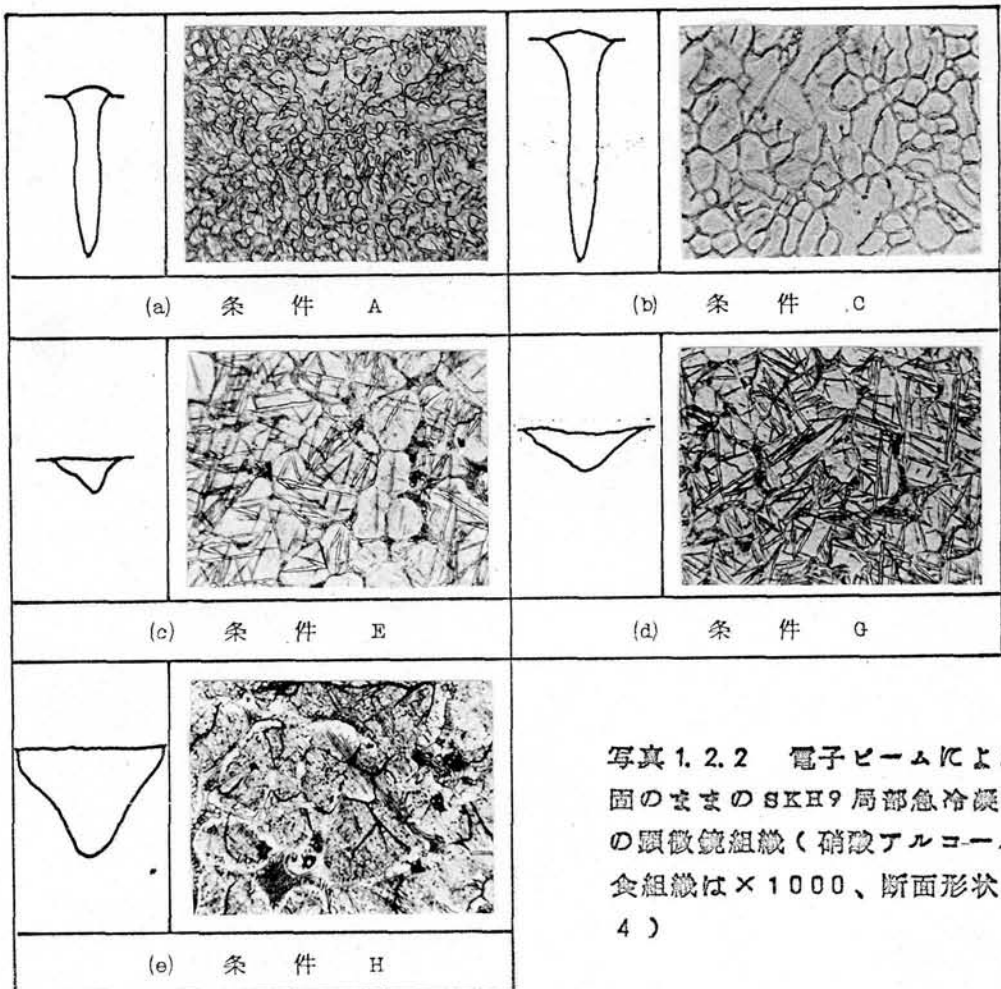 (a) 条件 A
(b) 条件 C
(c) 条件 E
(d) 条件 G
(e) 条件 H
写真1.2.2 電子ビームによ
固のままのSKH9局部急冷凝
の顕微鏡組織(硝酸アルコー
食組織は×1000、断面形状
4)